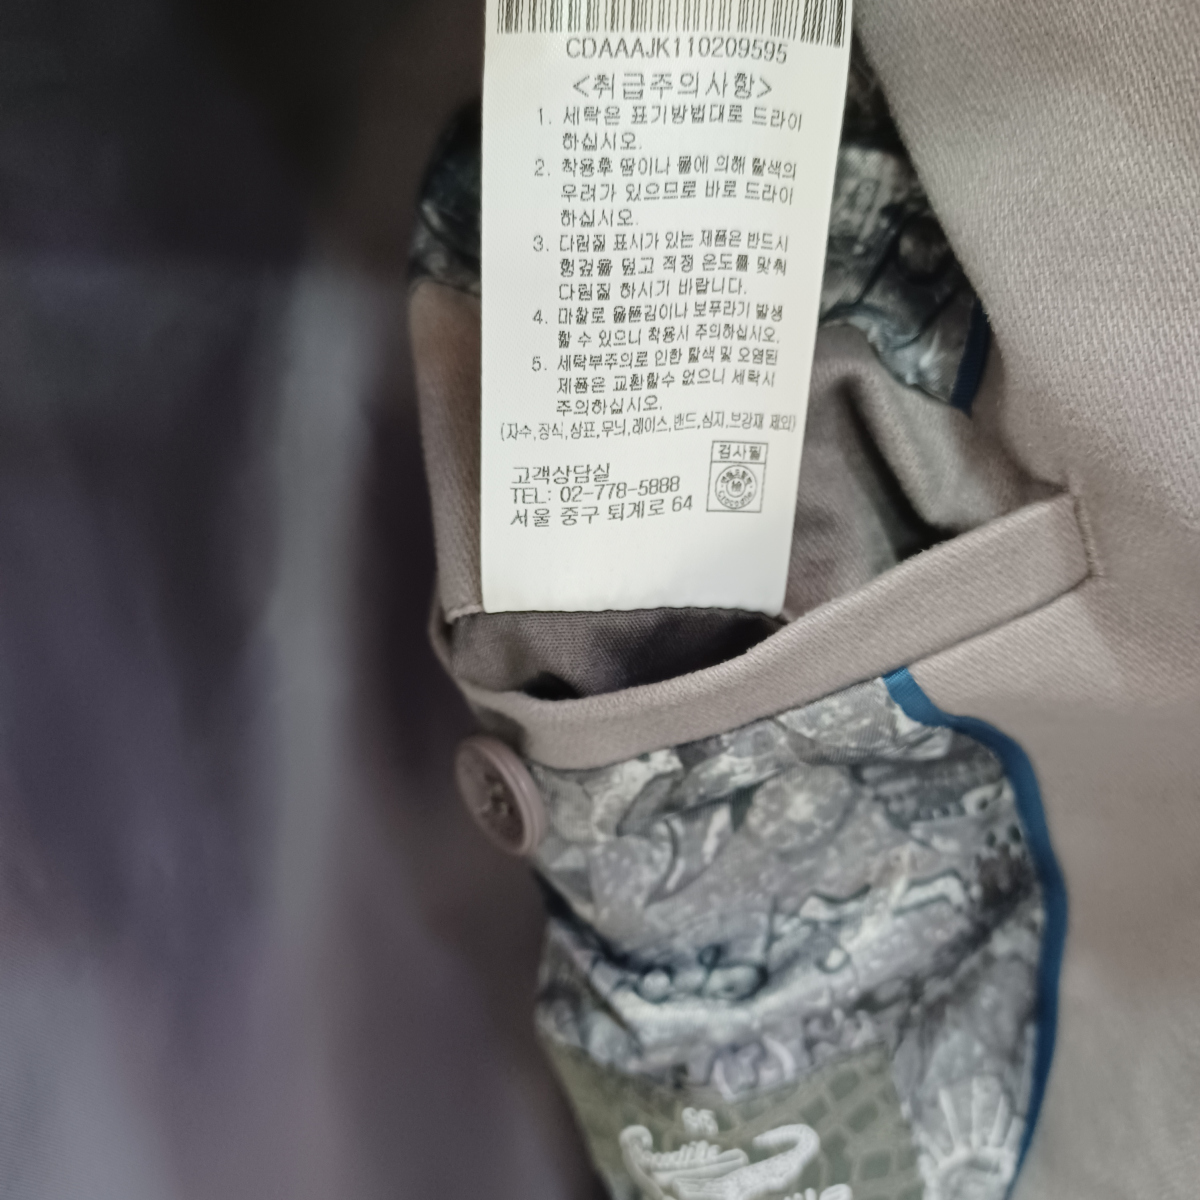 CDAAAJK110209595
<취급주의사항>
1. 세탁은 표기방법대로 드라이
하십시오.
2. 착용후 땀이나 물에 의해 탈색의
우려가 있으므로 바로 드라이
하십시오.
3. 다림질 표시가 있는 제품은 반드시
헝겊을 덮고 적정 온도를 맞춰
다림질 하시기 바랍니다.
4. 마찰로 올뜯김이나 보푸라기 발생
할 수 있으니 착용시 주의하십시오.
5. 세탁부주의로 인한 탈색 및 오염된
제품은 교환할수 없으니 세탁시
주의하십시오.
(자수,장식,상표,무늬,레이스,밴드,심지,보강재 제외)
검사필
고객상담실
TEL: 02-778-5888
서울 중구 퇴계로 64